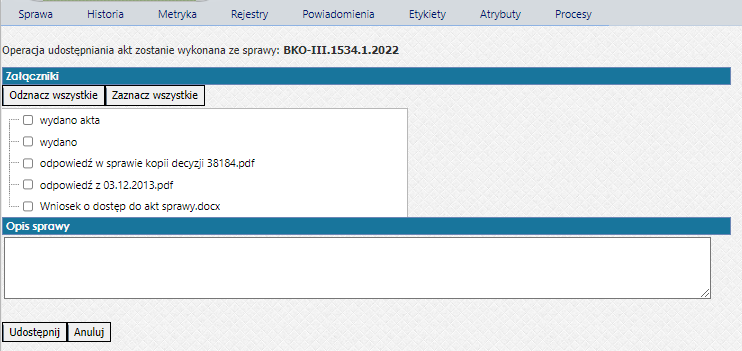 Sprawa Historia Metryka Rejestry Powiadomienia Etykiety Atrybuty Procesy
Operacja udostępniania akt zostanie wykonana ze sprawy: BKO-III.1534.1.2022
Załączniki
Odznacz wszystkie Zaznacz wszystkie
wydano akta
wydano
odpowiedź w sprawie kopii decyzji 38184.pdf
odpowiedź z 03.12.2013.pdf
Wniosek o dostęp do akt sprawy.docx
Opis sprawy
Udostępnij Anuluj